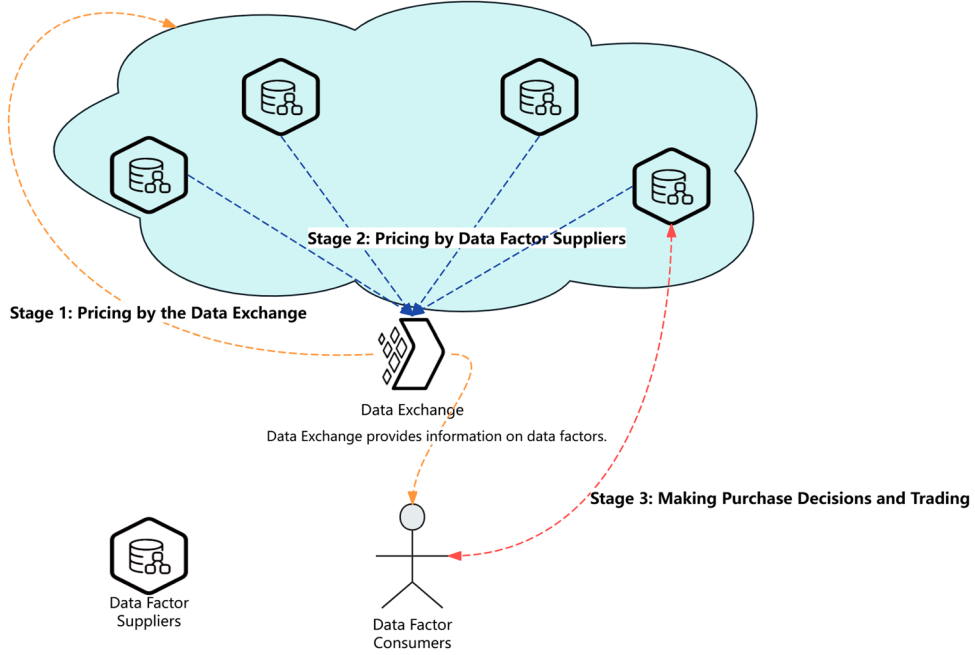 Stage 2: Pricing by Data Factor Suppliers
Stage 1: Pricing by the Data Exchange
Data Exchange
Data Exchange provides information on data factors.
Stage 3: Making Purchase Decisions and Trading
Data Factor
Suppliers
Data Factor
Consumers